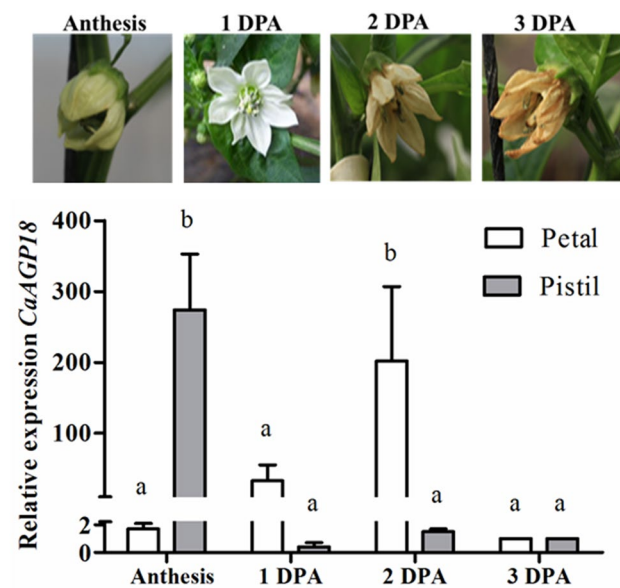 Anthesis 1 DPA 2 DPA 3 DPA
Relative expression CaAGP18
400
300
200
100
2
0
b
b
a
a
a
a
a
a
Petal
Pistil
Anthesis 1 DPA 2 DPA 3 DPA